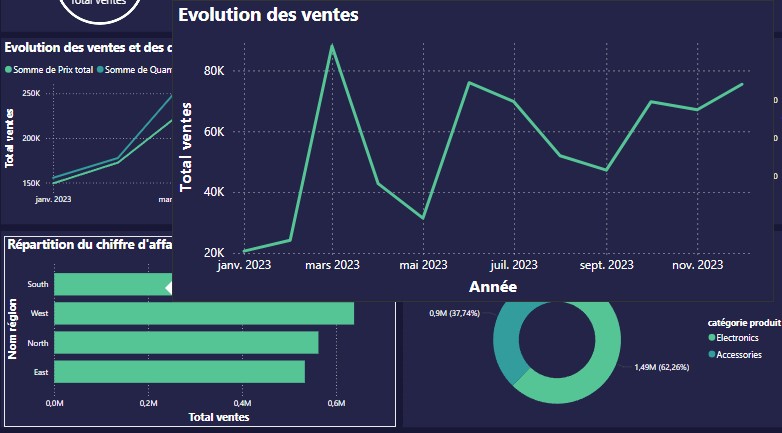 Total ventes
Evolution des ventes et des d
Somme de Prix total Somme de Quan
250K
200K
150K
Total ventes
janv. 2023
mar
Evolution des ventes
80K
60K
40K
20K
Total ventes
janv. 2023 mars 2023 mai 2023 juil. 2023 sept. 2023 nov. 2023
Année
0
0
0
Répartition du chiffre d'affa
Nom région
South
West
North
East
0,0M 0,2M 0,4M 0,6M
Total ventes
0,9M (37,74%)
1,49M (62,26%)
catégorie produit
Electronics
Accessories